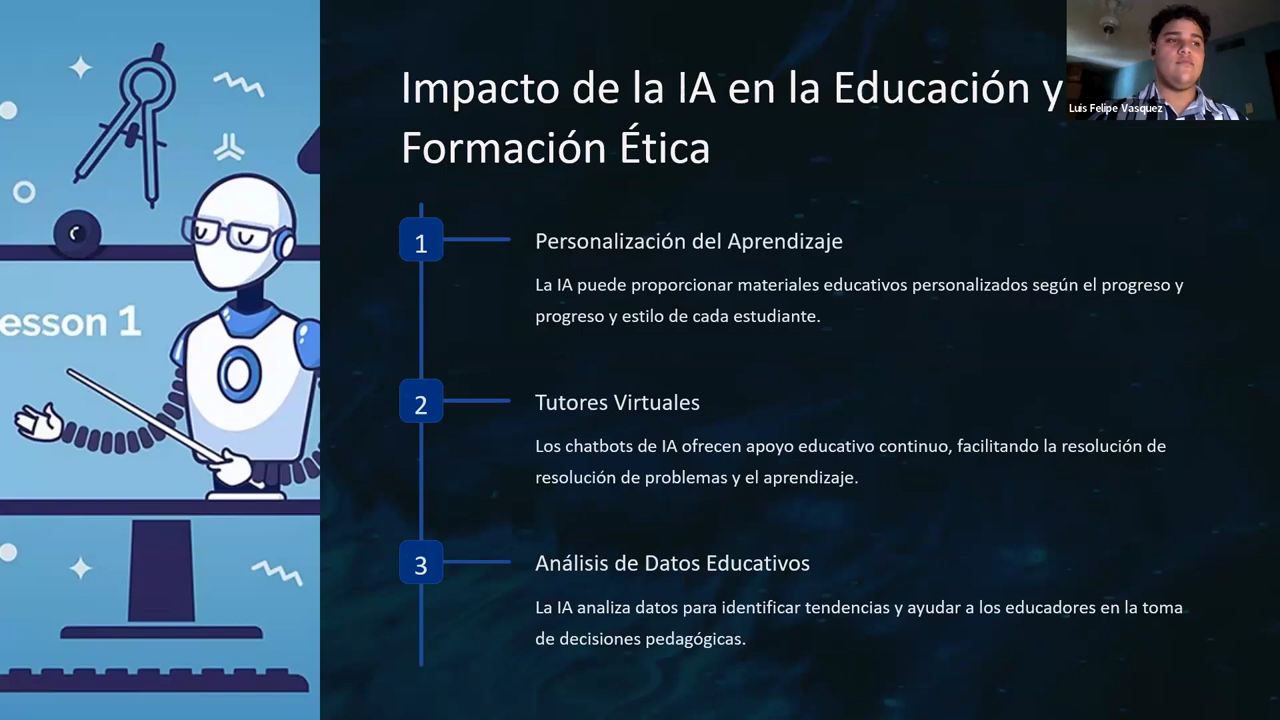 Impacto de la IA en la Educación y
Formación Ética
Luis Felipe Vasquez
esson 1
1
Personalización del Aprendizaje
La IA puede proporcionar materiales educativos personalizados según el progreso y
progreso y estilo de cada estudiante.
2
Tutores Virtuales
Los chatbots de IA ofrecen apoyo educativo continuo, facilitando la resolución de
resolución de problemas y el aprendizaje.
3
Análisis de Datos Educativos
La IA analiza datos para identificar tendencias y ayudar a los educadores en la toma
de decisiones pedagógicas.